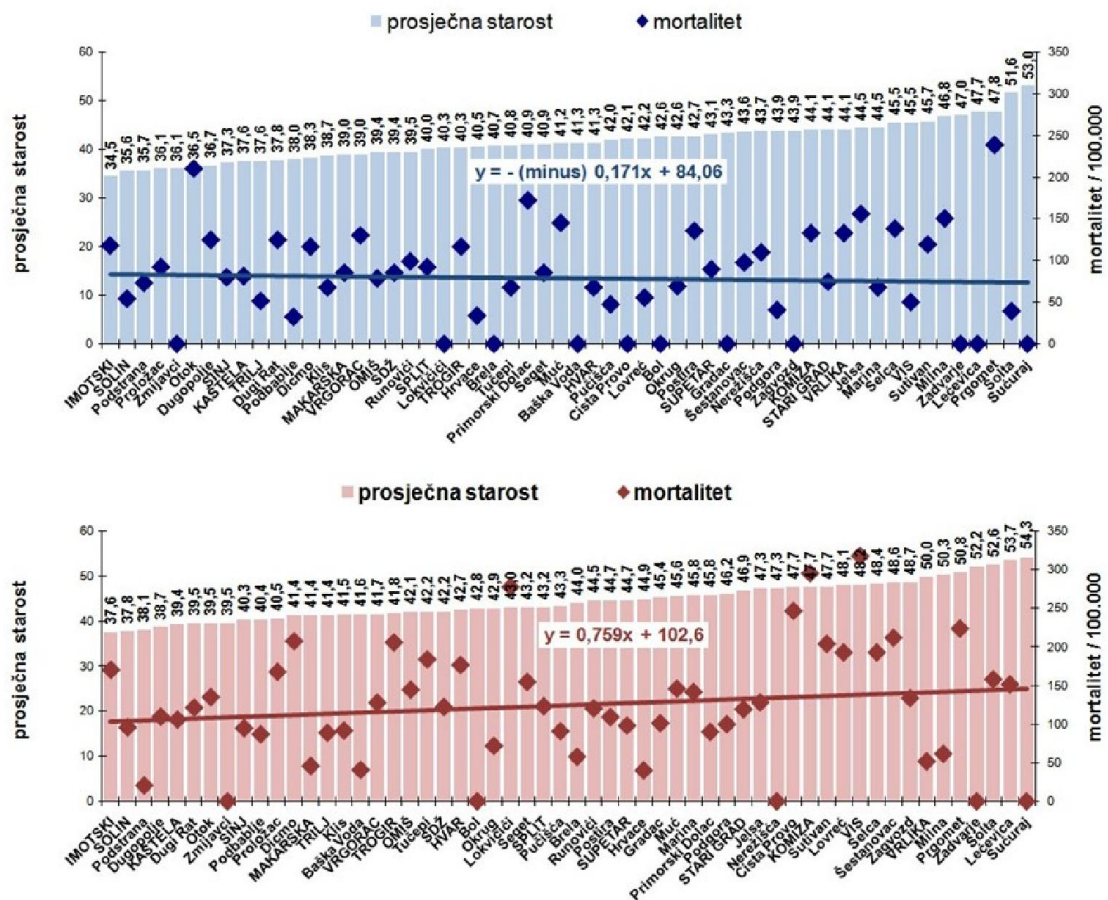 prosječna starost
mortalitet
prosječna starost
60
50
40
30
20
10
0
34,5 35,6 35,7 36,1 36,1 36,5 36,7 37,3 37,6 37,6 37,8 38,0 38,3 38,7 39,0 39,0 39,4 39,4 39,5 40,0 40,3 40,3 40,5 40,7 40,8 40,9 40,9 41,3 41,3 42,0 42,1 42,2 42,6 42,6 42,7 43,1 43,3 43,6 43,7 43,9 43,9 44,1 44,1 44,1 44,5 44,5 45,5 45,5 45,7 46,8 47,0 47,7 47,8 51,6 53,0
y = - (minus) 0,171x + 84,06
350
300
250
200
150
100
50
0
mortalitet / 100.000
IMOTSKI
SOLIN
Podstrana
Prgozac
Zmijavci
Otok
Dugopolje
SINJ
KAŠTELA
TRILJ
Dugi Rat
Podbablje
Dicmo
Klis
MAKARSKA
VRGORAC
OMIŠ
SDŽ
Runovići
SPLIT
Lokvičići
TROGIR
Hrvace
Brela
Tučepi
Primorski Dolac
Seget
Muć
Baška Voda
HVAR
Pučišća
Cista Provo
Lovreć
Bol
Okrug
Postira
SUPETAR
Gradac
Šestanovac
Nerežišća
Podgora
Zagvozd
KOMIŽA
STARI GRAD
VRLIKA
Jelsa
Marina
Selca
VIS
Sutivan
Milna
Zadvarje
Lećevica
Prgomet
Šolta
Sućuraj
prosječna starost
mortalitet
prosječna starost
60
50
40
30
20
10
0
37,6 37,8 38,1 38,7 39,4 39,5 39,5 39,5 40,3 40,4 40,5 41,4 41,4 41,4 41,5 41,6 41,7 41,8 42,1 42,2 42,2 42,7 42,8 42,9 43,2 43,2 43,3 44,0 44,5 44,7 44,7 44,9 45,4 45,6 45,8 45,8 46,2 46,9 47,3 47,3 47,7 47,7 47,7 48,1 48,4 48,6 48,7 50,0 50,3 50,8 52,2 52,6 53,7 54,3
y = 0,759x + 102,6
350
300
250
200
150
100
50
0
mortalitet / 100.000
IMOTSKI
SOLIN
Podstrana
Dugopolje
KAŠTELA
Dugi Rat
Otok
Zmijavci
SINJ
Podbablje
Proložac
Dicmo
MAKARSKA
TRILJ
Klis
Baška Voda
VRGORAC
TROGIR
OMIŠ
Tučepi
SDŽ
HVAR
Bol
Okrug
Lokvičići
Seget
SPLIT
Pučišća
Brela
Runovići
Postira
SUPETAR
Hrvace
Gradac
Muć
Marina
Primorski Dolac
Podgora
STARI GRAD
Jelsa
Nerežišća
Cista Provo
KOMIŽA
Sutivan
Lovreć
VIS
Selca
Šestanovac
Zagvozd
VRLIKA
Milna
Prgomet
Zadvarje
Šolta
Lećevica
Sućuraj